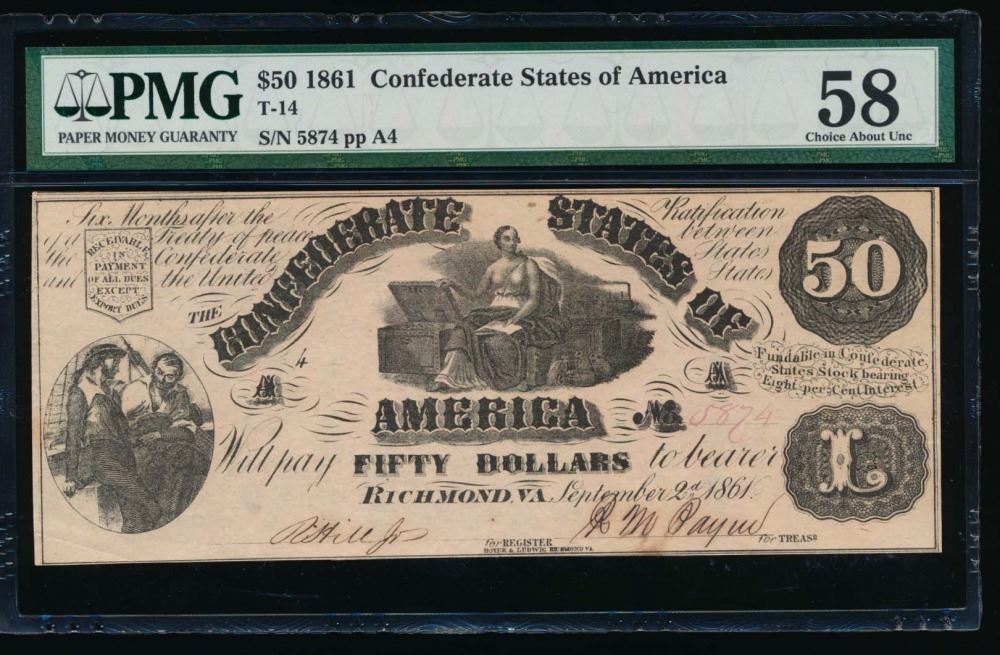 PMG
PAPER MONEY GUARANTY
$50 1861 Confederate States of America
T-14
S/N 5874 pp A4
58
Choice About Unc
Six Months after the Ratification
of a Treaty of peace between
the Confederate States
and the United States
RECEIVABLE
IN
PAYMENT
OF ALL DUES
EXCEPT
EXPORT DUES
THE
CONFEDERATE STATES OF
AMERICA
50
4
A
A
Fundable in Confederate
States Stock bearing
Eight per Cent Interest
No 5874
Will pay FIFTY DOLLARS to bearer
L
RICHMOND, VA. September 2d 1861.
R Hill Jr
R M Payne
For REGISTER
For TREASR
HOYER & LUDWIG, RICHMOND VA